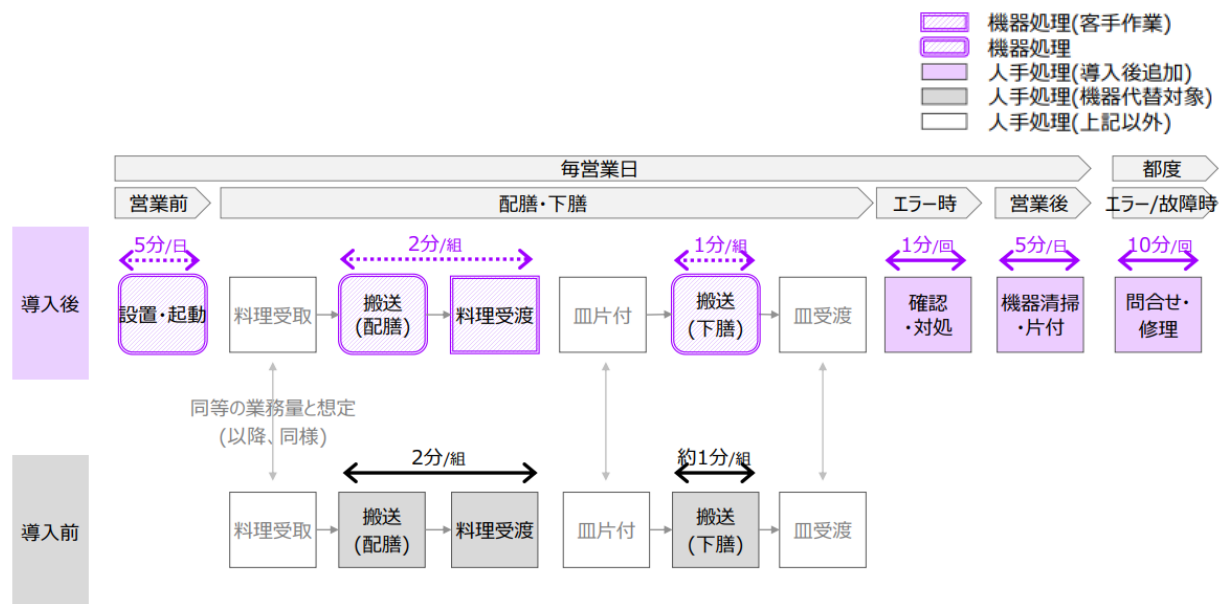 機器処理(客手作業)
機器処理
人手処理(導入後追加)
人手処理(機器代替対象)
人手処理(上記以外)
毎営業日
都度
営業前
配膳・下膳
エラー時
営業後
エラー/故障時
導入後
5分/日
2分/組
1分/組
1分/回
5分/日
10分/回
設置・起動
料理受取
搬送
(配膳)
料理受渡
皿片付
搬送
(下膳)
皿受渡
確認
・対処
機器清掃
・片付
問合せ・
修理
同等の業務量と想定
(以降、同様)
導入前
2分/組
約1分/組
料理受取
搬送
(配膳)
料理受渡
皿片付
搬送
(下膳)
皿受渡